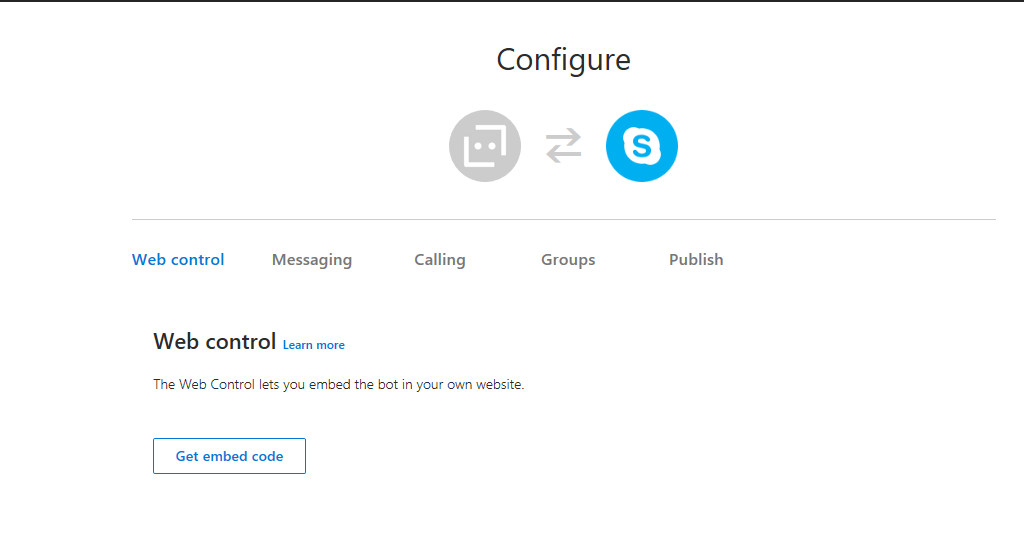 Configure
S
Web control Messaging Calling Groups Publish
Web control Learn more
The Web Control lets you embed the bot in your own website.
Get embed code